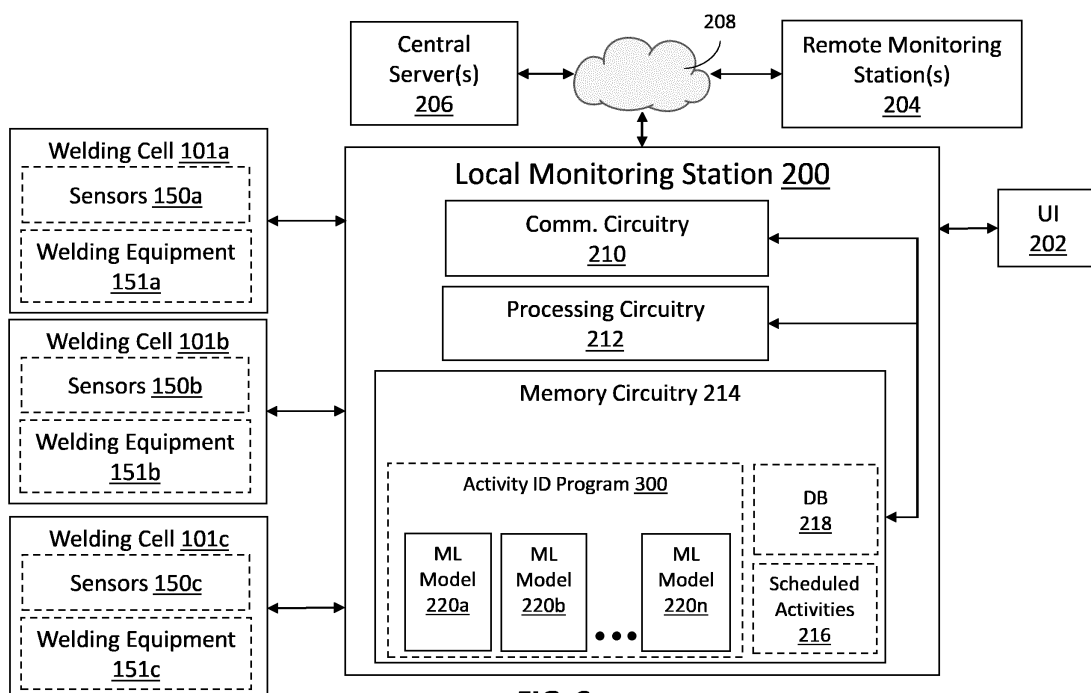 208
Central
Server(s)
206
Remote Monitoring
Station(s)
204
Welding Cell 101a
Sensors 150a
Welding Equipment
151a
Welding Cell 101b
Sensors 150b
Welding Equipment
151b
Welding Cell 101c
Sensors 150c
Welding Equipment
151c
Local Monitoring Station 200
Comm. Circuitry
210
Processing Circuitry
212
Memory Circuitry 214
Activity ID Program 300
ML
Model
220a
ML
Model
220b
ML
Model
220n
DB
218
Scheduled
Activities
216
UI
202